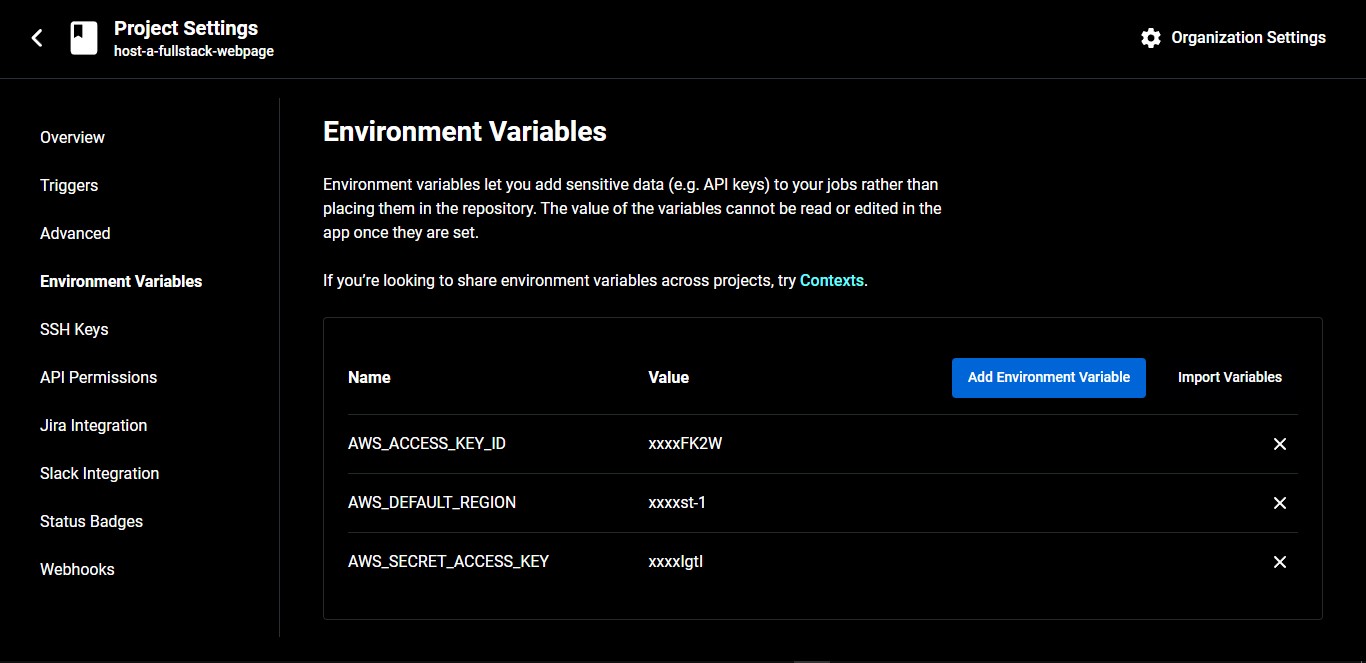 Project Settings
host-a-fullstack-webpage
Organization Settings
Overview
Triggers
Advanced
Environment Variables
SSH Keys
API Permissions
Jira Integration
Slack Integration
Status Badges
Webhooks
Environment Variables
Environment variables let you add sensitive data (e.g. API keys) to your jobs rather than
placing them in the repository. The value of the variables cannot be read or edited in the
app once they are set.
If you’re looking to share environment variables across projects, try Contexts.
Name Value Add Environment Variable Import Variables
AWS_ACCESS_KEY_ID xxxxFK2W
AWS_DEFAULT_REGION xxxxst-1
AWS_SECRET_ACCESS_KEY